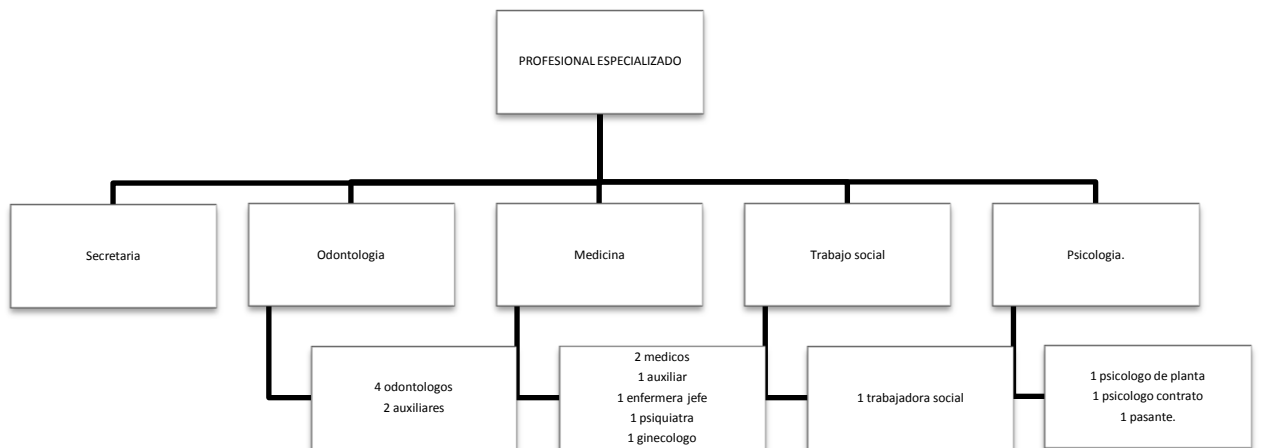 PROFESIONAL ESPECIALIZADO
Secretaria
Odontologia
Medicina
Trabajo social
Psicologia.
4 odontologos
2 auxiliares
2 medicos
1 auxiliar
1 enfermera jefe
1 psiquiatra
1 ginecologo
1 trabajadora social
1 psicologo de planta
1 psicologo contrato
1 pasante.